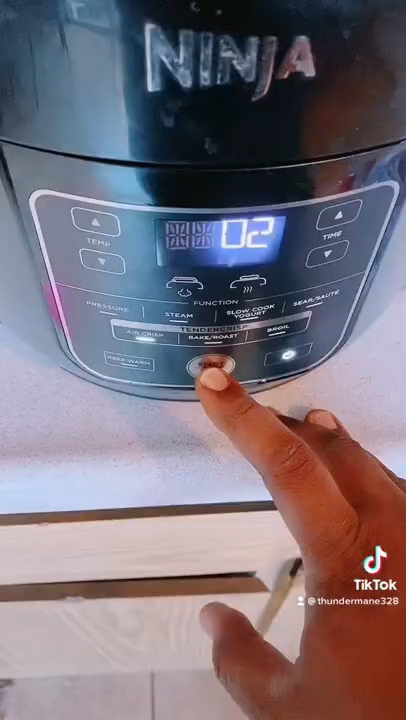 NINJA
02
TEMP
TIME
FUNCTION
PRESSURE
STEAM
SLOW COOK
YOGURT
SEAR/SAUTÉ
TENDERCRISP
AIR CRISP
BAKE/ROAST
BROIL
KEEP WARM
TikTok
@thundermane328